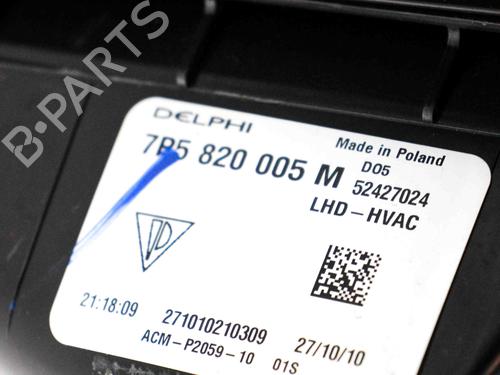 B-PARTS
DELPHI
Made in Poland
7P5 820 005 M
D05
52427024
LHD-HVAC
21:18:09
271010210309
27/10/10
ACM-P2059-10 01S